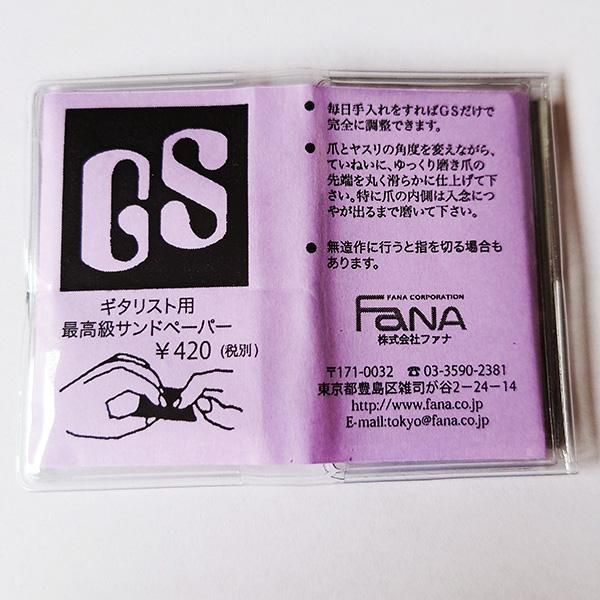 GS
ギタリスト用
最高級サンドペーパー
￥420 (税別)
● 毎日手入れをすればGSだけで
完全に調整できます。
● 爪とヤスリの角度を変えながら、
ていねいに、ゆっくり磨き爪の
先端を丸く滑らかに仕上げて下
さい。特に爪の内側は入念につ
やが出るまで磨いて下さい。
● 無造作に行うと指を切る場合も
あります。
FANA CORPORATION
FANA
株式会社ファナ
〒171-0032 ☎03-3590-2381
東京都豊島区雑司が谷2-24-14
http://www.fana.co.jp
E-mail:tokyo@fana.co.jp